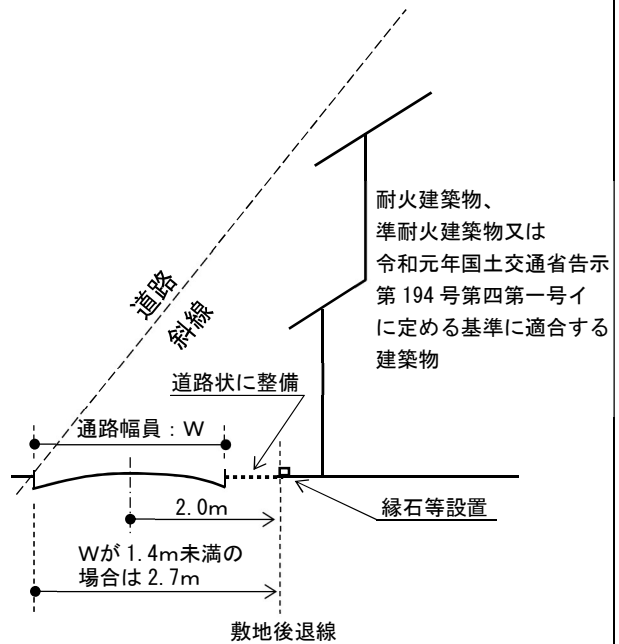 耐火建築物、
準耐火建築物又は
令和元年国土交通省告示
第 194 号第四第一号イ
に定める基準に適合する
建築物
道路
斜線
道路状に整備
通路幅員：W
2.0m
縁石等設置
Wが 1.4m未満の
場合は 2.7m
敷地後退線